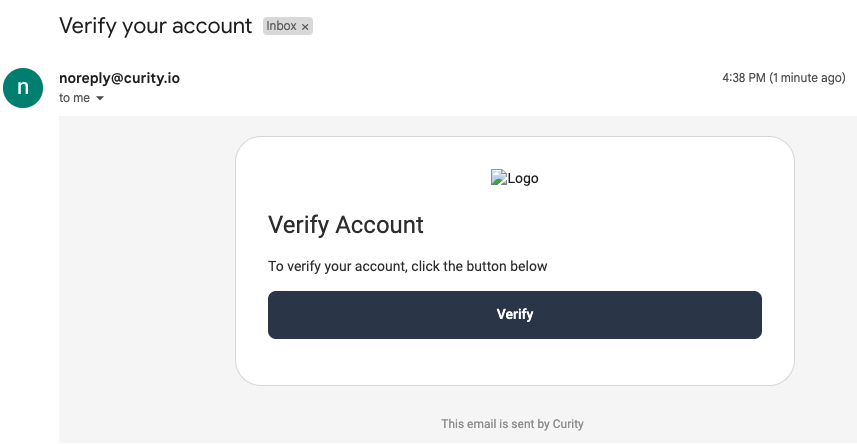 Verify your account Inbox ×
n
noreply@curity.io 4:38 PM (1 minute ago)
to me
Logo
Verify Account
To verify your account, click the button below
Verify
This email is sent by Curity